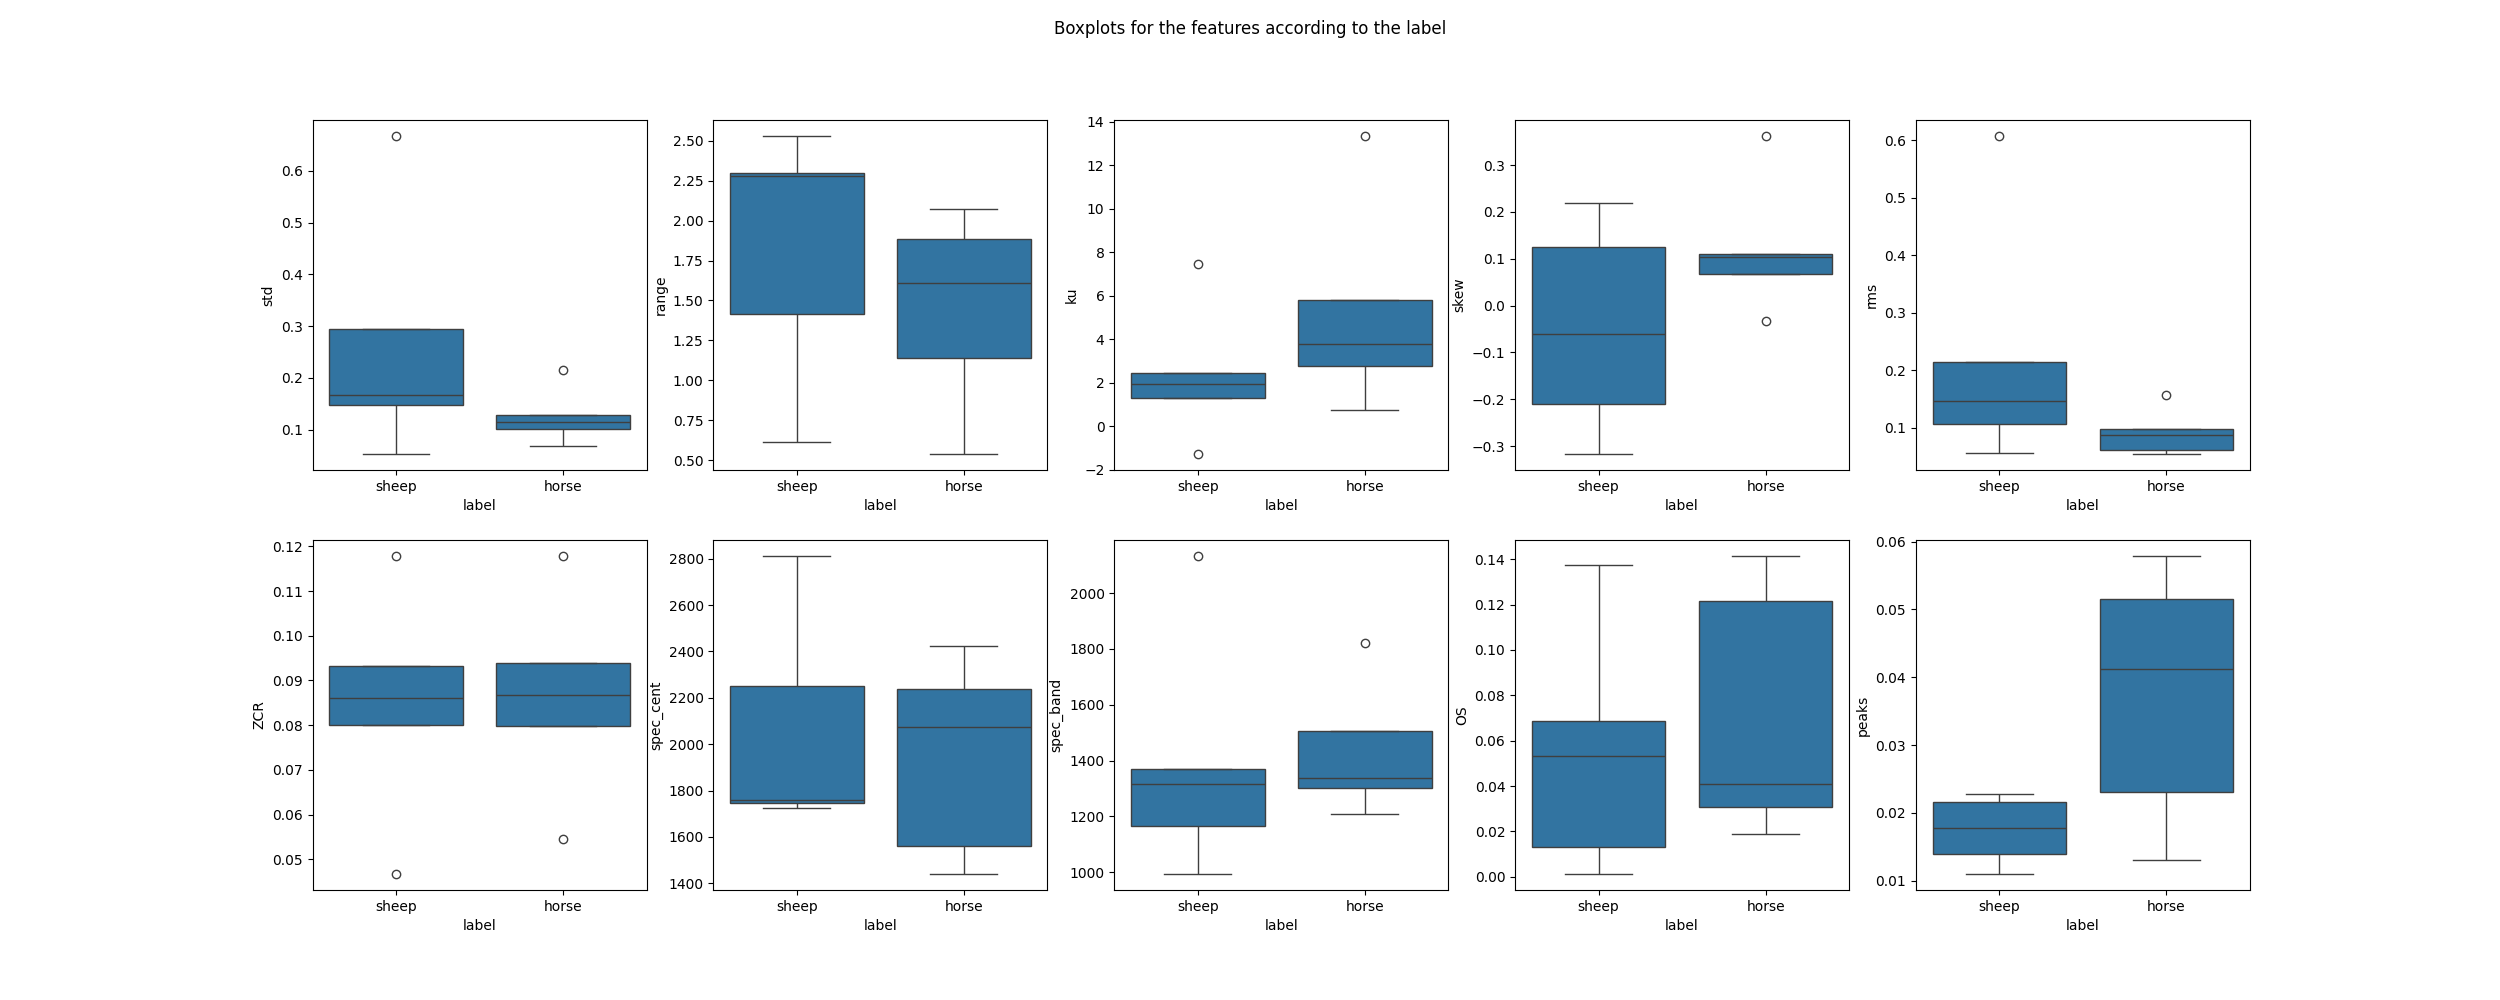 Boxplots for the features according to the label
std
0.6
0.5
0.4
0.3
0.2
0.1
sheep horse
label
range
2.50
2.25
2.00
1.75
1.50
1.25
1.00
0.75
0.50
sheep horse
label
ku
14
12
10
8
6
4
2
0
−2
sheep horse
label
skew
0.3
0.2
0.1
0.0
−0.1
−0.2
−0.3
sheep horse
label
rms
0.6
0.5
0.4
0.3
0.2
0.1
sheep horse
label
ZCR
0.12
0.11
0.10
0.09
0.08
0.07
0.06
0.05
sheep horse
label
spec_cent
2800
2600
2400
2200
2000
1800
1600
1400
sheep horse
label
spec_band
2000
1800
1600
1400
1200
1000
sheep horse
label
OS
0.14
0.12
0.10
0.08
0.06
0.04
0.02
0.00
sheep horse
label
peaks
0.06
0.05
0.04
0.03
0.02
0.01
sheep horse
label